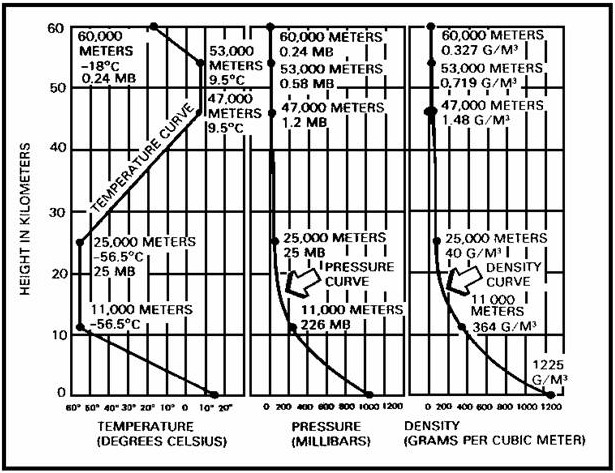 60
50
40
30
20
10
0
HEIGHT IN KILOMETERS
60,000
METERS
-18°C
0.24 MB
53,000
METERS
9.5°C
47,000
METERS
9.5°C
TEMPERATURE CURVE
25,000 METERS
-56.5°C
25 MB
11,000 METERS
-56.5°C
60° 50° 40° 30° 20° 10° 0 10° 20°
TEMPERATURE
(DEGREES CELSIUS)
60,000 METERS
0.24 MB
53,000 METERS
0.58 MB
47,000 METERS
1.2 MB
25,000 METERS
25 MB
PRESSURE
CURVE
11,000 METERS
226 MB
0 200 400 600 800 1000 1200
PRESSURE
(MILLIBARS)
60,000 METERS
0.327 G/M³
53,000 METERS
0.719 G/M³
47,000 METERS
1.48 G/M³
25,000 METERS
40 G/M³
DENSITY
CURVE
11 000
METERS
364 G/M³
1225
G/M³
0 200 400 600 800 1000 1200
DENSITY
(GRAMS PER CUBIC METER)